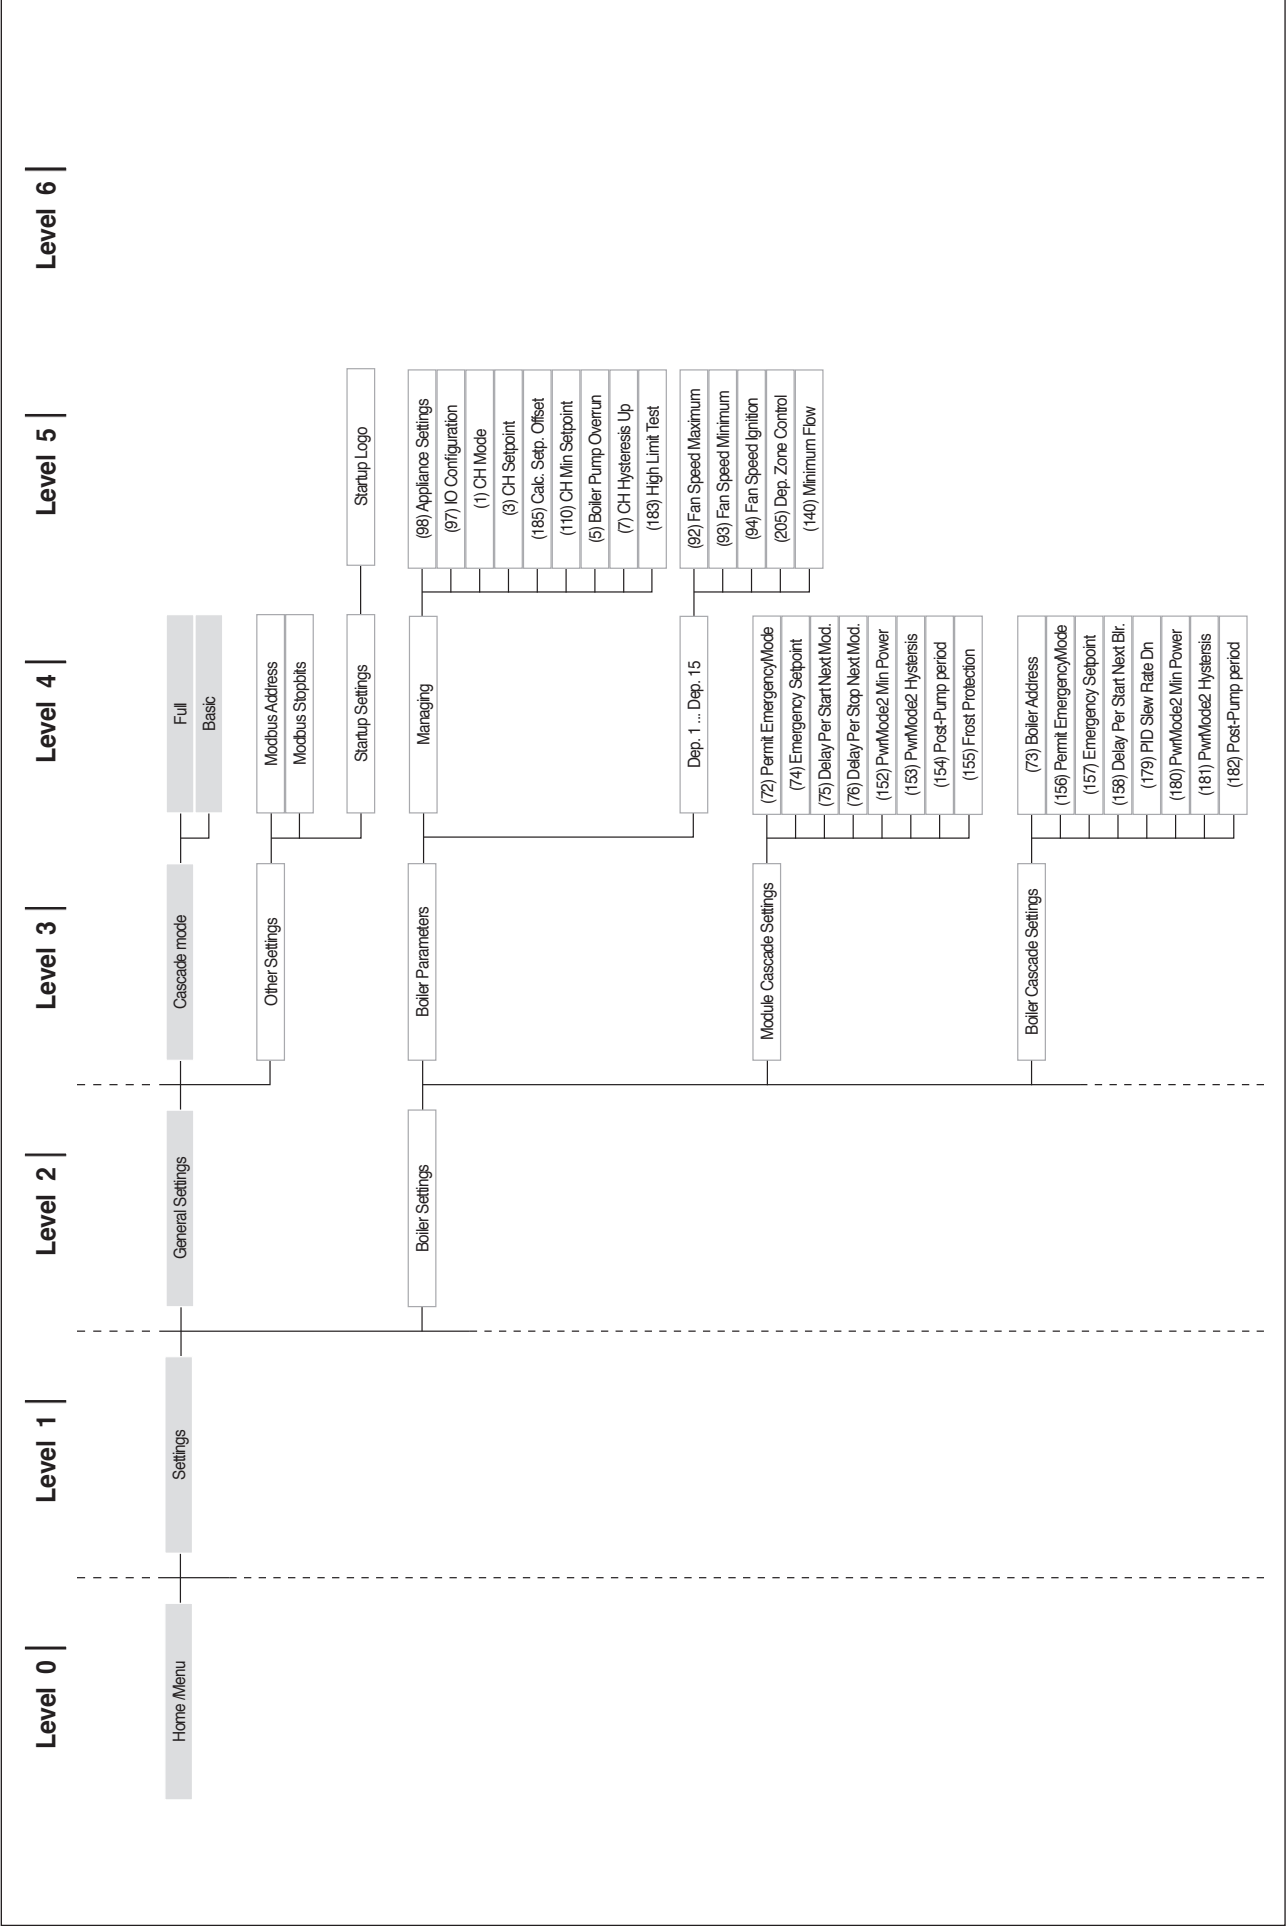 Level 0
Level 1
Level 2
Level 3
Level 4
Level 5
Level 6
Home /Menu
Settings
General Settings
Cascade mode
Full
Basic
Other Settings
Modbus Address
Modbus Stopbits
Startup Settings
Startup Logo
Boiler Settings
Boiler Parameters
Managing
(98) Appliance Settings
(97) IO Configuration
(1) CH Mode
(3) CH Setpoint
(185) Calc. Setp. Offset
(110) CH Min Setpoint
(5) Boiler Pump Overrun
(7) CH Hysteresis Up
(183) High Limit Test
Dep. 1 ... Dep. 15
(92) Fan Speed Maximum
(93) Fan Speed Minimum
(94) Fan Speed Ignition
(205) Dep. Zone Control
(140) Minimum Flow
Module Cascade Settings
(72) Permit EmergencyMode
(74) Emergency Setpoint
(75) Delay Per Start Next Mod.
(76) Delay Per Stop Next Mod.
(152) PwrMode2 Min Power
(153) PwrMode2 Hystersis
(154) Post-Pump period
(155) Frost Protection
Boiler Cascade Settings
(73) Boiler Address
(156) Permit EmergencyMode
(157) Emergency Setpoint
(158) Delay Per Start Next Blr.
(179) PID Slew Rate Dn
(180) PwrMode2 Min Power
(181) PwrMode2 Hystersis
(182) Post-Pump period